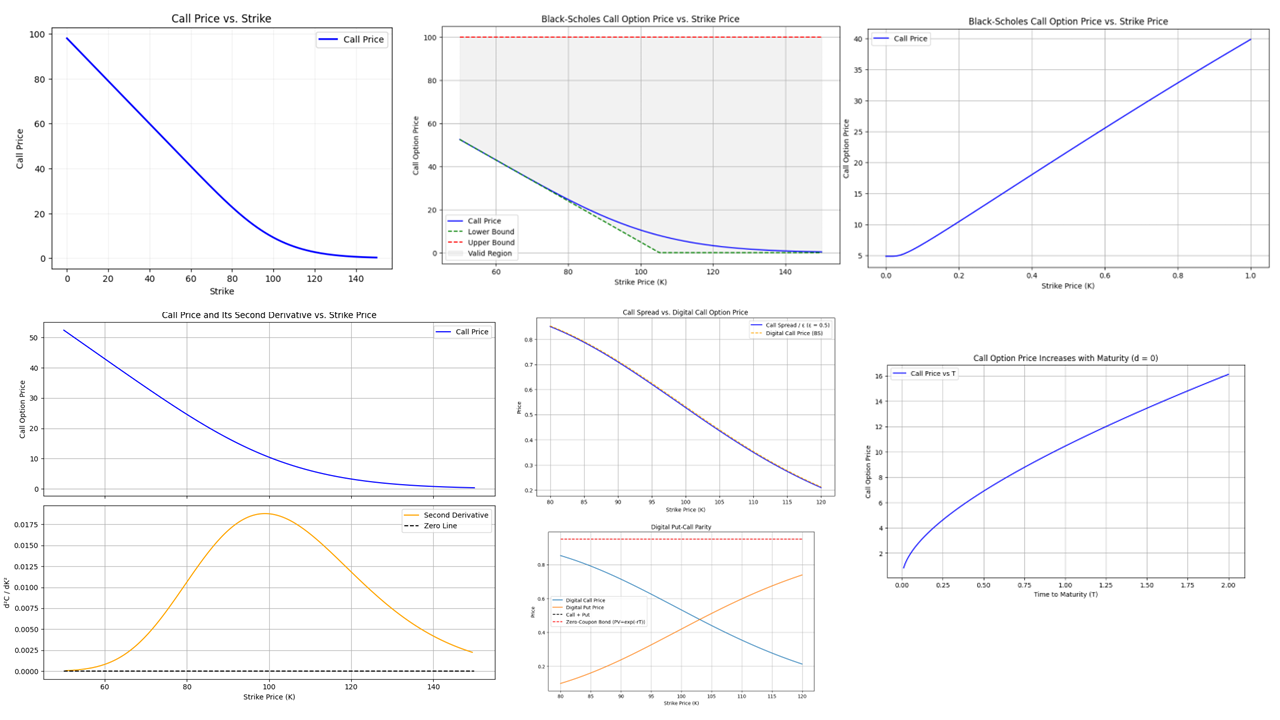 Call Price vs. Strike
Call Price
100
80
60
40
20
0
Call Price
0 20 40 60 80 100 120 140
Strike
Black-Scholes Call Option Price vs. Strike Price
100
80
60
40
20
0
Call Option Price
Call Price
Lower Bound
Upper Bound
Valid Region
60 80 100 120 140
Strike Price (K)
Black-Scholes Call Option Price vs. Strike Price
Call Price
40
35
30
25
20
15
10
5
Call Option Price
0.0 0.2 0.4 0.6 0.8 1.0
Strike Price (K)
Call Price and Its Second Derivative vs. Strike Price
Call Price
50
40
30
20
10
0
Call Option Price
Second Derivative
Zero Line
0.0175
0.0150
0.0125
0.0100
0.0075
0.0050
0.0025
0.0000
d²C / dK²
60 80 100 120 140
Strike Price (K)
Call Spread vs. Digital Call Option Price
Call Spread / ε (ε = 0.5)
Digital Call Price (BS)
0.8
0.7
0.6
0.5
0.4
0.3
0.2
Price
80 85 90 95 100 105 110 115 120
Strike Price (K)
Digital Put-Call Parity
0.8
0.6
0.4
0.2
Price
Digital Call Price
Digital Put Price
Call + Put
Zero-Coupon Bond (PV=exp(-rT))
80 85 90 95 100 105 110 115 120
Strike Price (K)
Call Option Price Increases with Maturity (d = 0)
Call Price vs T
16
14
12
10
8
6
4
2
Call Option Price
0.00 0.25 0.50 0.75 1.00 1.25 1.50 1.75 2.00
Time to Maturity (T)